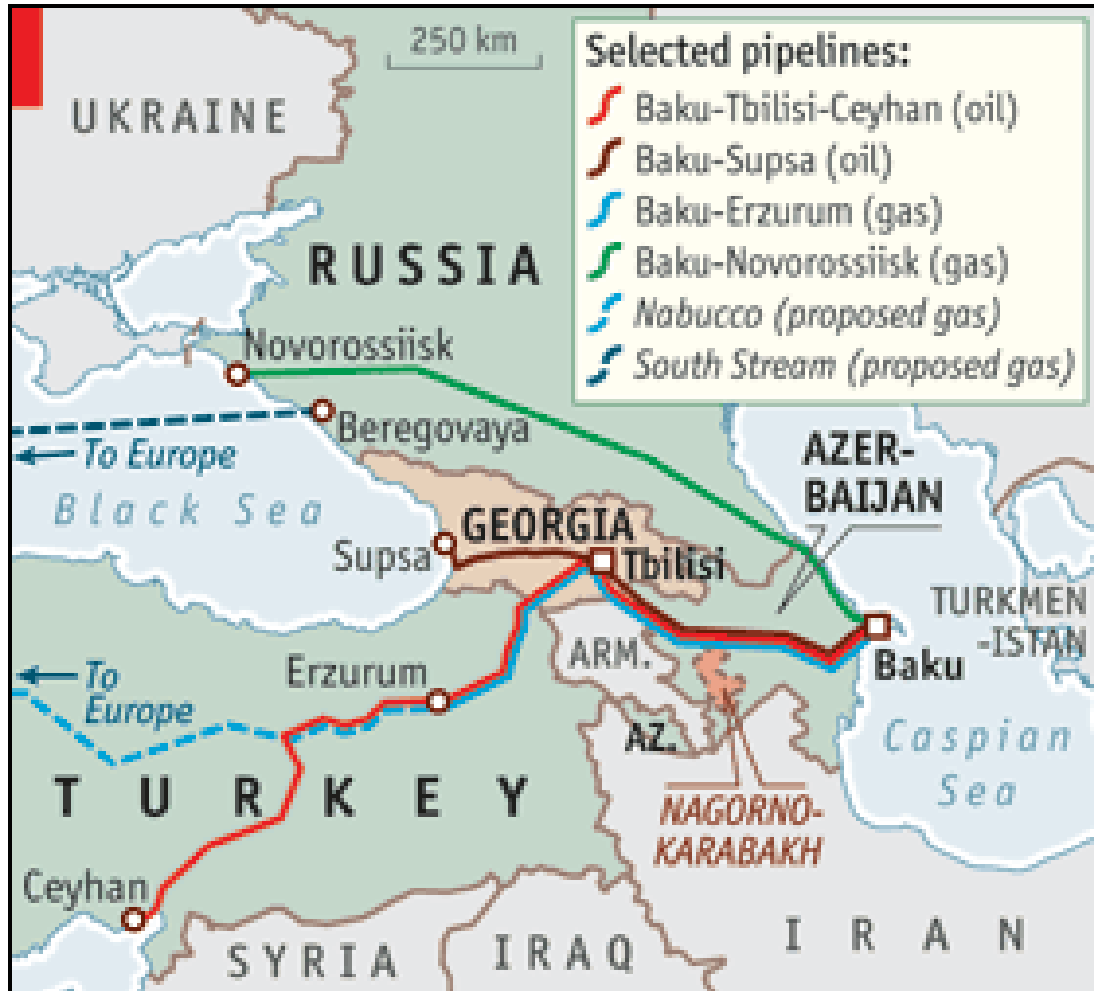 250 km
Selected pipelines:
Baku-Tbilisi-Ceyhan (oil)
Baku-Supsa (oil)
Baku-Erzurum (gas)
Baku-Novorossiisk (gas)
Nabucco (proposed gas)
South Stream (proposed gas)
UKRAINE
RUSSIA
Novorossiisk
Beregovaya
To Europe
Black Sea
AZER-
BAIJAN
GEORGIA
Supsa
Tbilisi
TURKMEN
-ISTAN
Baku
ARM.
Erzurum
To
Europe
AZ.
Caspian
Sea
TURKEY
NAGORNO-
KARABAKH
Ceyhan
SYRIA
IRAQ
IRAN